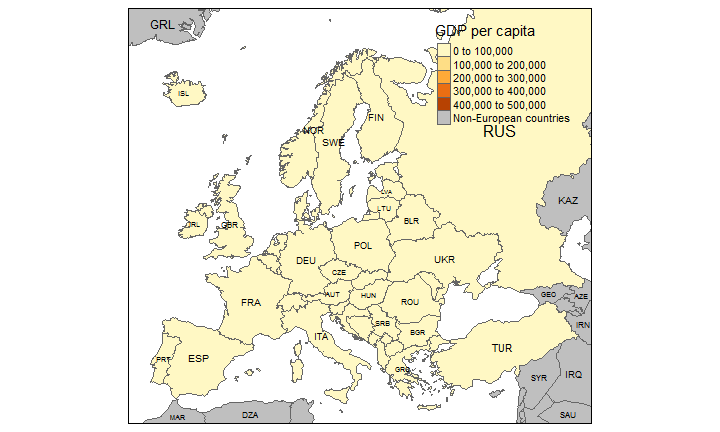 GRL
GDP per capita
0 to 100,000
100,000 to 200,000
200,000 to 300,000
300,000 to 400,000
400,000 to 500,000
Non-European countries
ISL
FIN
NOR
SWE
RUS
LVA
KAZ
LTU
IRL
GBR
BLR
POL
DEU
UKR
CZE
AUT
HUN
GEO
AZE
FRA
ROU
SRB
IRN
BGR
ITA
TUR
PRT
ESP
GRC
SYR
IRQ
MAR
DZA
SAU